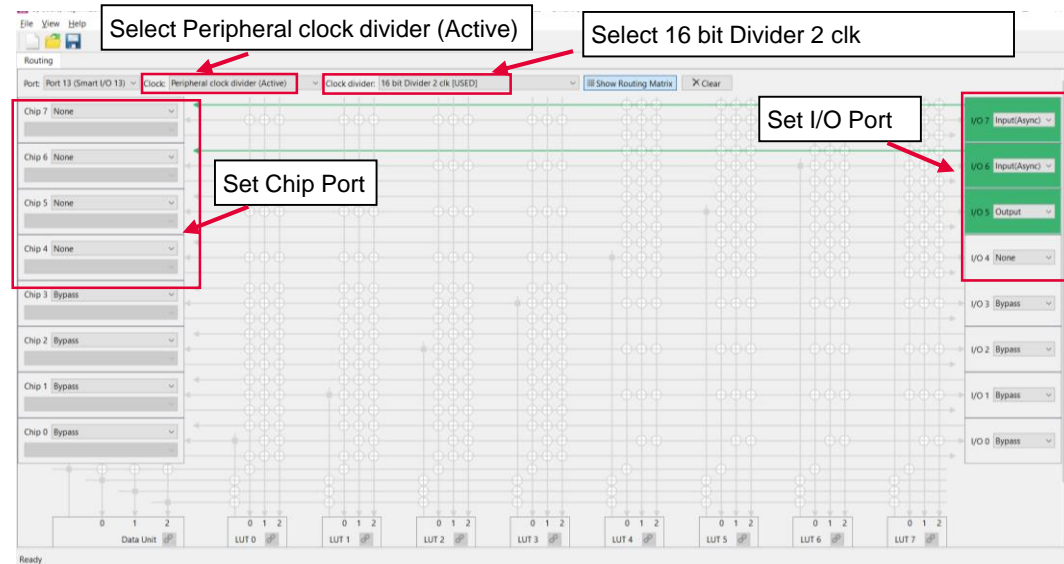 Select Peripheral clock divider (Active)
Select 16 bit Divider 2 clk
File View Help
Routing
Port: Port 13 (Smart I/O 13) Clock: Peripheral clock divider (Active) Clock divider: 16 bit Divider 2 clk [USED] Show Routing Matrix Clear
Set I/O Port
Set Chip Port
Chip 7 None
I/O 7 Input(Async)
Chip 6 None
I/O 6 Input(Async)
Chip 5 None
I/O 5 Output
Chip 4 None
I/O 4 None
Chip 3 Bypass
I/O 3 Bypass
Chip 2 Bypass
I/O 2 Bypass
Chip 1 Bypass
I/O 1 Bypass
Chip 0 Bypass
I/O 0 Bypass
0 1 2 0 1 2 0 1 2 0 1 2 0 1 2 0 1 2 0 1 2 0 1 2 0 1 2
Data Unit LUT 0 LUT 1 LUT 2 LUT 3 LUT 4 LUT 5 LUT 6 LUT 7
Ready